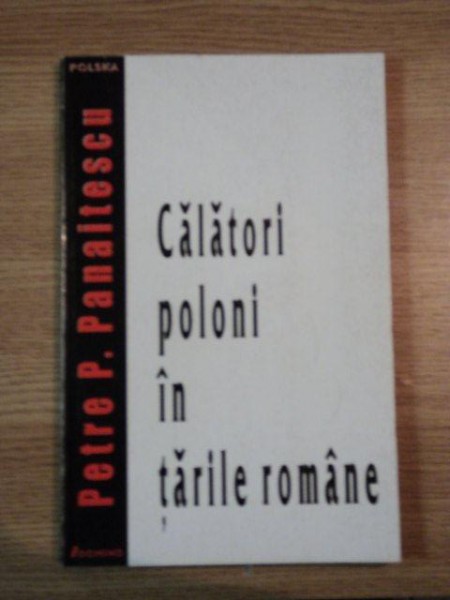 POLSKA
Petre P. Panaitescu
Călători
poloni
în
țările române